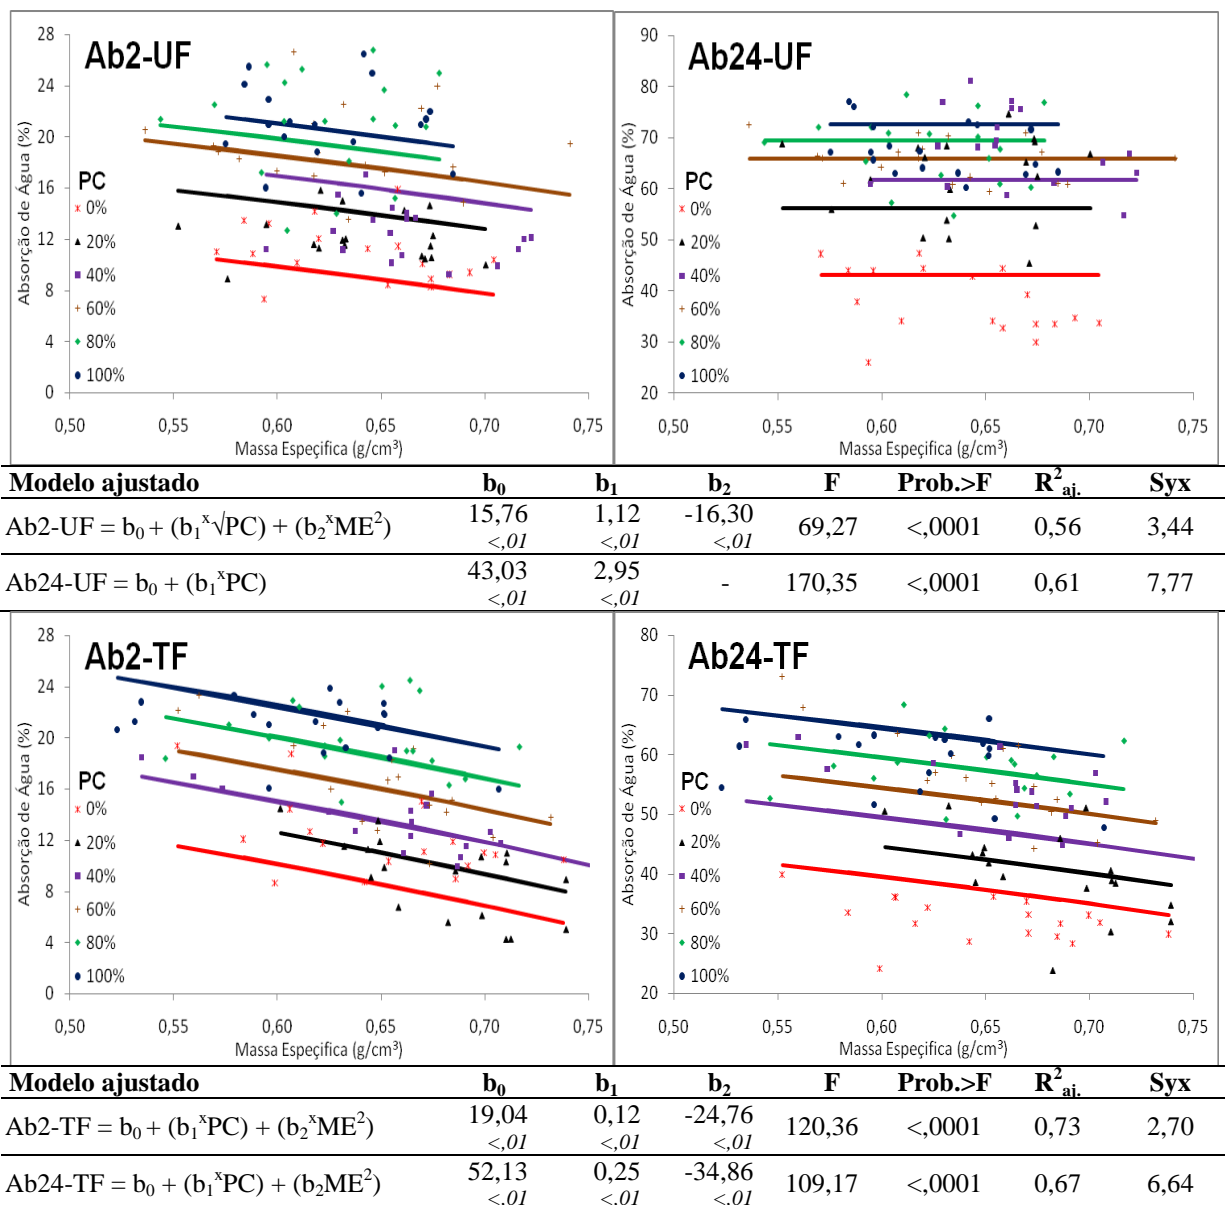 Ab2-UF
Absorção de Água (%)
28
24
20
16
12
8
4
0
PC
0%
20%
40%
60%
80%
100%
0,50 0,55 0,60 0,65 0,70 0,75
Massa Espeçifica (g/cm³)
Ab24-UF
Absorção de Água (%)
90
80
70
60
50
40
30
20
PC
0%
20%
40%
60%
80%
100%
0,50 0,55 0,60 0,65 0,70 0,75
Massa Espeçifica (g/cm³)
Modelo ajustado b₀ b₁ b₂ F Prob.>F R²aj. Syx
Ab2-UF = b₀ + (b₁ˣ√PC) + (b₂ˣME²) 15,76 1,12 -16,30 69,27 <,0001 0,56 3,44
<,01 <,01 <,01
Ab24-UF = b₀ + (b₁ˣPC) 43,03 2,95 - 170,35 <,0001 0,61 7,77
<,01 <,01
Ab2-TF
Absorção de Água (%)
28
24
20
16
12
8
4
0
PC
0%
20%
40%
60%
80%
100%
0,50 0,55 0,60 0,65 0,70 0,75
Massa Espeçifica (g/cm³)
Ab24-TF
Absorção de Água (%)
80
70
60
50
40
30
20
PC
0%
20%
40%
60%
80%
100%
0,50 0,55 0,60 0,65 0,70 0,75
Massa Espeçifica (g/cm³)
Modelo ajustado b₀ b₁ b₂ F Prob.>F R²aj. Syx
Ab2-TF = b₀ + (b₁ˣPC) + (b₂ˣME²) 19,04 0,12 -24,76 120,36 <,0001 0,73 2,70
<,01 <,01 <,01
Ab24-TF = b₀ + (b₁ˣPC) + (b₂ME²) 52,13 0,25 -34,86 109,17 <,0001 0,67 6,64
<,01 <,01 <,01